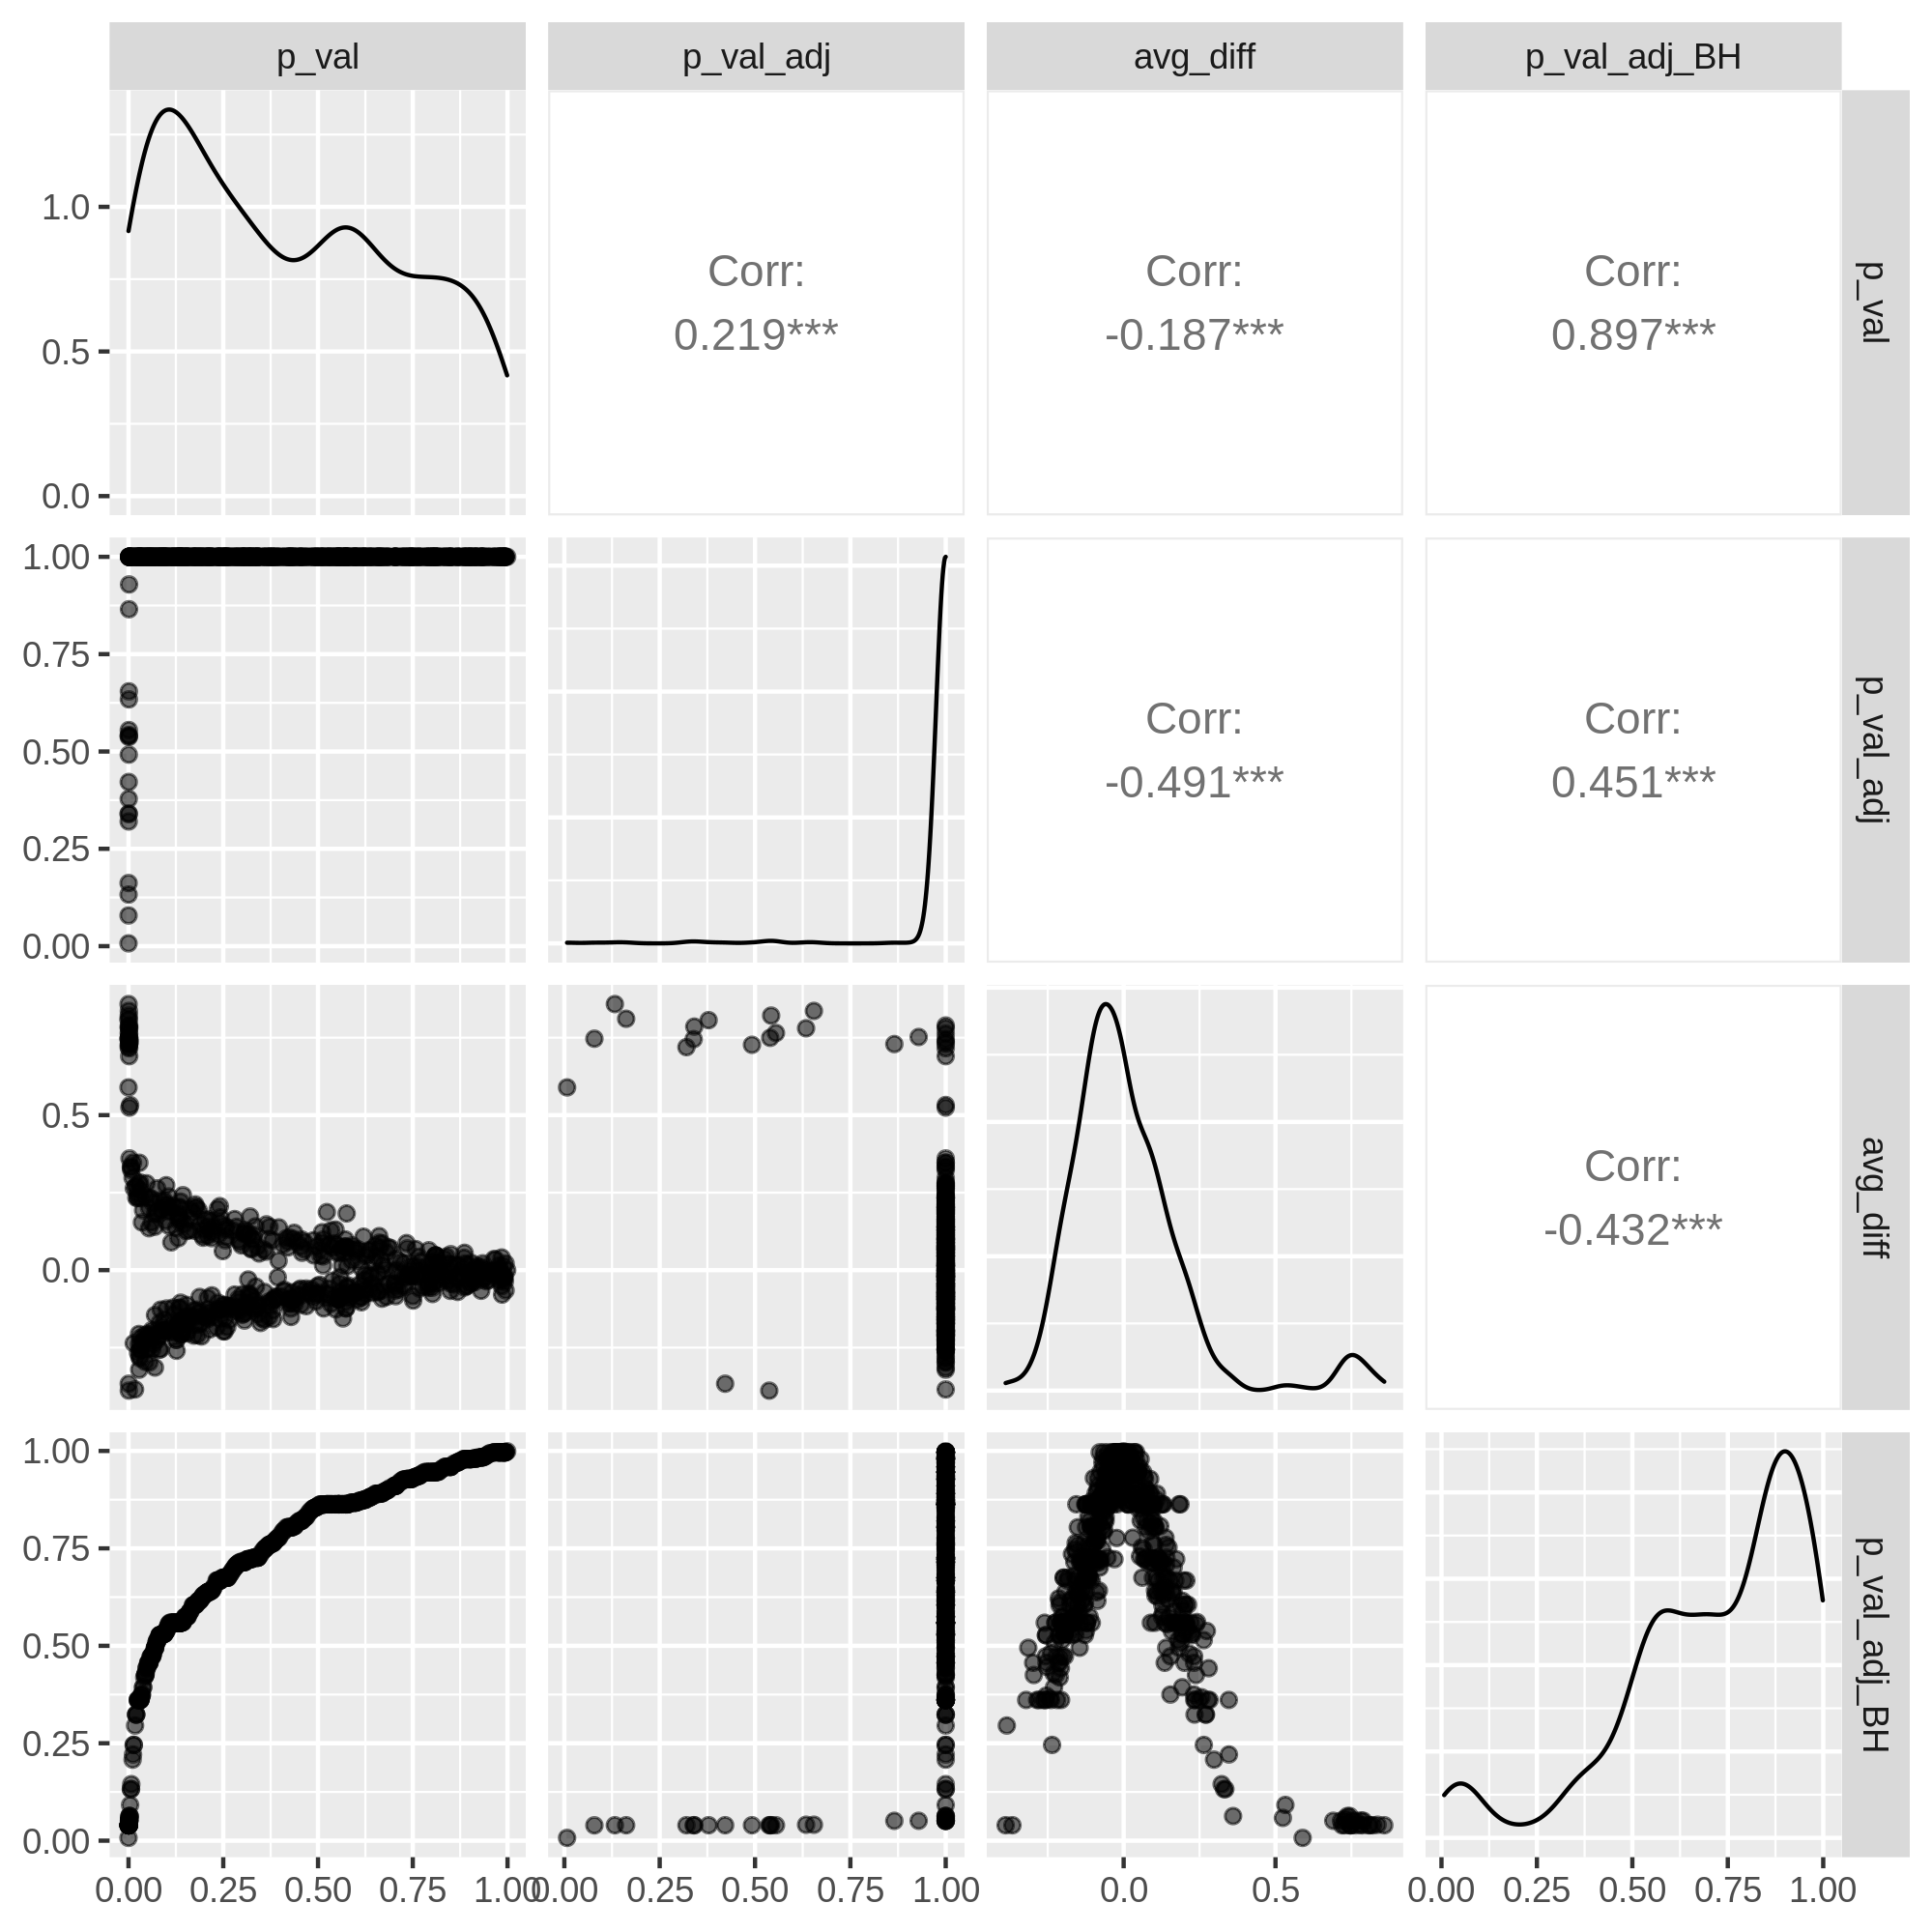 p_val p_val_adj avg_diff p_val_adj_BH
1.0
0.5
0.0
Corr:
0.219***
Corr:
-0.187***
Corr:
0.897***
p_val
1.00
0.75
0.50
0.25
0.00
Corr:
-0.491***
Corr:
0.451***
p_val_adj
0.5
0.0
Corr:
-0.432***
avg_diff
1.00
0.75
0.50
0.25
0.00
p_val_adj_BH
0.00 0.25 0.50 0.75 1.00 0.00 0.25 0.50 0.75 1.00 0.0 0.5 0.00 0.25 0.50 0.75 1.00